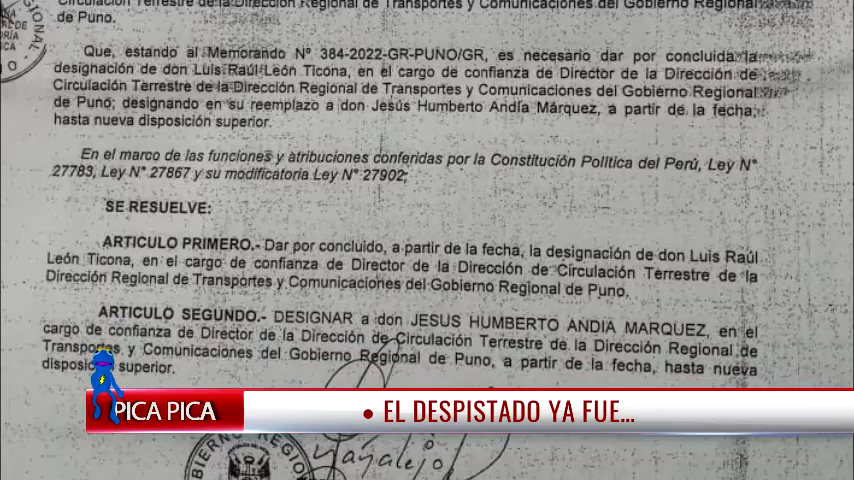 Circulación Terrestre de la Dirección Regional de Transportes y Comunicaciones del Gobierno Regional
de Puno.
Que, estando al Memorando Nº 384-2022-GR-PUNO/GR, es necesario dar por concluida la
designación de don Luis Raúl León Ticona, en el cargo de confianza de Director de la Dirección de
Circulación Terrestre de la Dirección Regional de Transportes y Comunicaciones del Gobierno Regional
de Puno; designando en su reemplazo a don Jesús Humberto Andía Márquez, a partir de la fecha,
hasta nueva disposición superior.
En el marco de las funciones y atribuciones conferidas por la Constitución Política del Perú, Ley N°
27783, Ley N° 27867 y su modificatoria Ley N° 27902;
SE RESUELVE:
ARTICULO PRIMERO.- Dar por concluido, a partir de la fecha, la designación de don Luis Raúl
León Ticona, en el cargo de confianza de Director de la Dirección de Circulación Terrestre de la
Dirección Regional de Transportes y Comunicaciones del Gobierno Regional de Puno.
ARTICULO SEGUNDO.- DESIGNAR a don JESUS HUMBERTO ANDIA MARQUEZ, en el
cargo de confianza de Director de la Dirección de Circulación Terrestre de la Dirección Regional de
Transportes y Comunicaciones del Gobierno Regional de Puno, a partir de la fecha, hasta nueva
disposición superior.
PICA PICA
• EL DESPISTADO YA FUE...
BIERNO REGIONAL